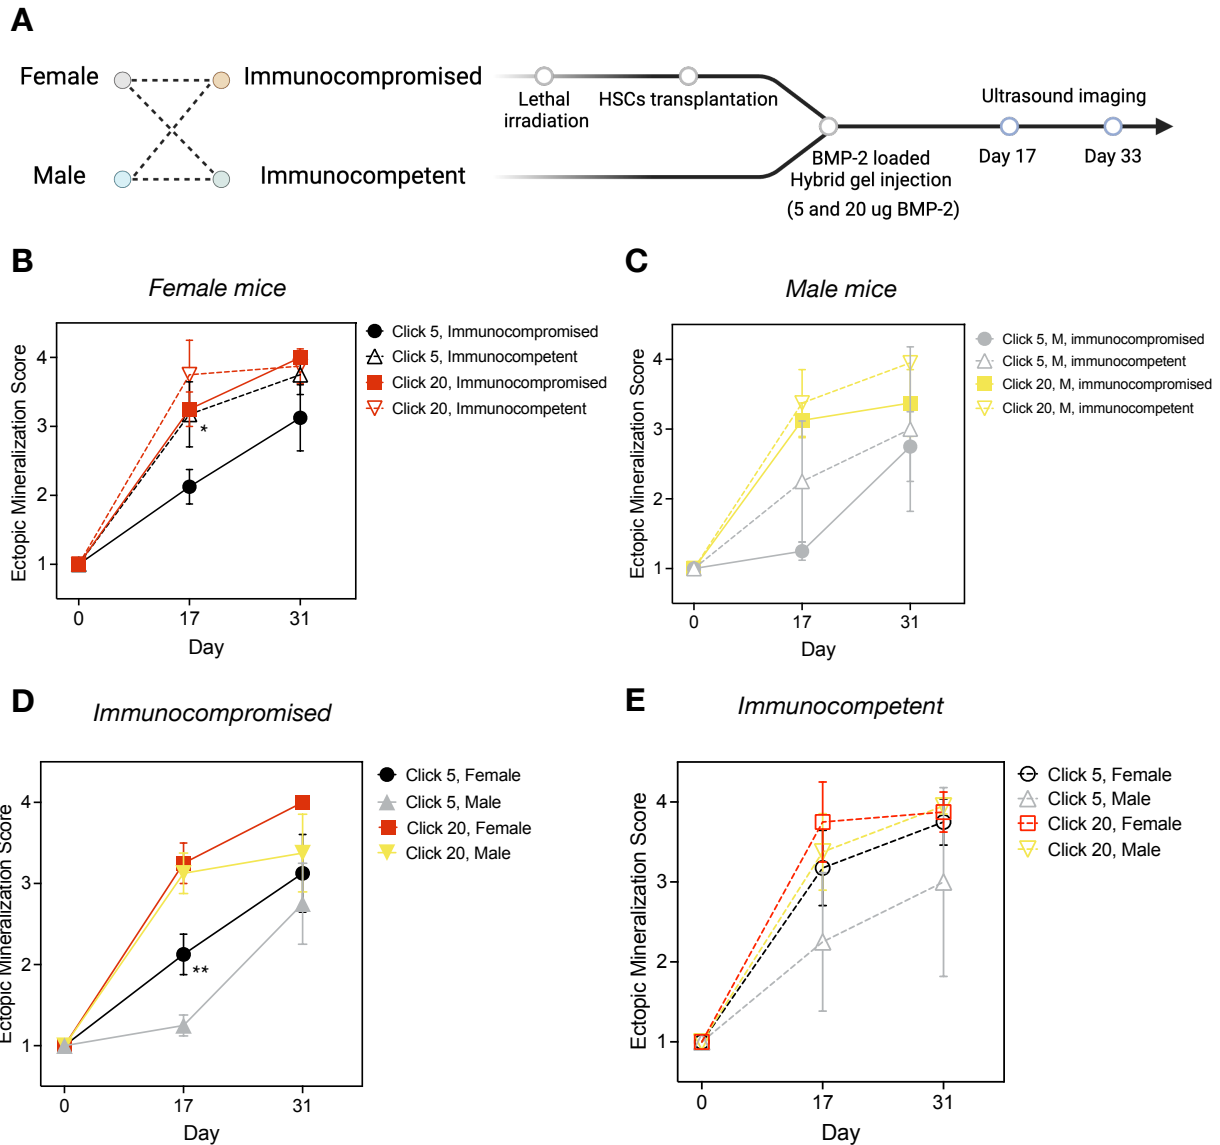 A
Female
Immunocompromised
Male
Immunocompetent
Lethal
irradiation
HSCs transplantation
BMP-2 loaded
Hybrid gel injection
(5 and 20 ug BMP-2)
Ultrasound imaging
Day 17
Day 33
B
Female mice
Ectopic Mineralization Score
4
3
2
1
*
0
17
31
Day
Click 5, Immunocompromised
Click 5, Immunocompetent
Click 20, Immunocompromised
Click 20, Immunocompetent
C
Male mice
Ectopic Mineralization Score
4
3
2
1
0
17
31
Day
Click 5, M, immunocompromised
Click 5, M, immunocompetent
Click 20, M, immunocompromised
Click 20, M, immunocompetent
D
Immunocompromised
Ectopic Mineralization Score
4
3
2
1
**
0
17
31
Day
Click 5, Female
Click 5, Male
Click 20, Female
Click 20, Male
E
Immunocompetent
Ectopic Mineralization Score
4
3
2
1
0
17
31
Day
Click 5, Female
Click 5, Male
Click 20, Female
Click 20, Male